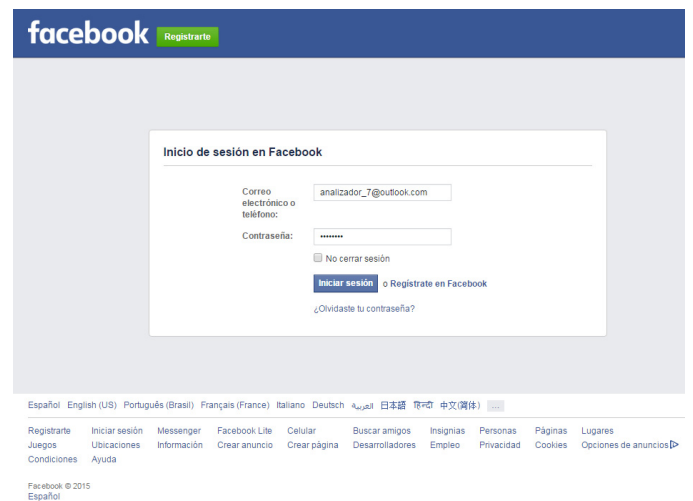 facebook Registrarte
Inicio de sesión en Facebook
Correo electrónico o teléfono:
analizador_7@outlook.com
Contraseña:
••••••••
No cerrar sesión
Iniciar sesión o Regístrate en Facebook
¿Olvidaste tu contraseña?
Español English (US) Português (Brasil) Français (France) Italiano Deutsch العربية 日本語 हिन्दी 中文(简体) ...
Registrarte Iniciar sesión Messenger Facebook Lite Celular Buscar amigos Insignias Personas Páginas Lugares
Juegos Ubicaciones Información Crear anuncio Crear página Desarrolladores Empleo Privacidad Cookies Opciones de anuncios
Condiciones Ayuda
Facebook © 2015
Español